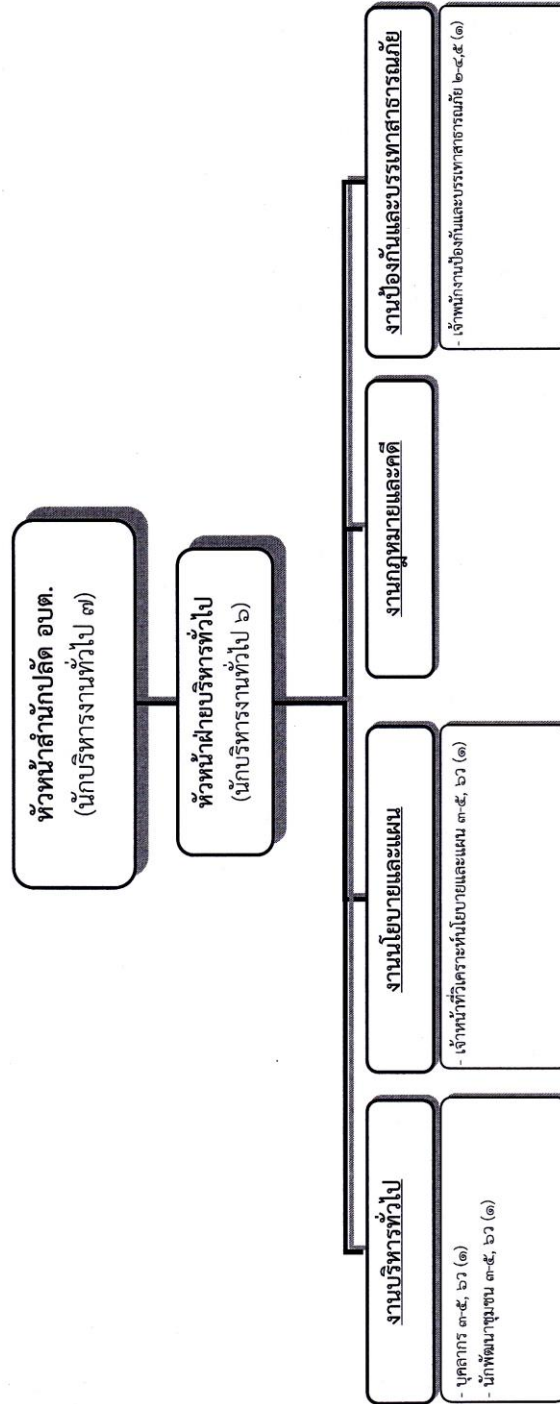 หัวหน้าสำนักปลัด อบต.
(นักบริหารงานทั่วไป ๗)
หัวหน้าฝ่ายบริหารทั่วไป
(นักบริหารงานทั่วไป ๖)
งานบริหารทั่วไป
- บุคลากร ๓-๕, ๖ว (๑)
- นักพัฒนาชุมชน ๓-๕, ๖ว (๑)
งานนโยบายและแผน
- เจ้าหน้าที่วิเคราะห์นโยบายและแผน ๓-๕, ๖ว (๑)
งานกฎหมายและคดี
งานป้องกันและบรรเทาสาธารณภัย
- เจ้าพนักงานป้องกันและบรรเทาสาธารณภัย ๒-๔,๕ (๑)